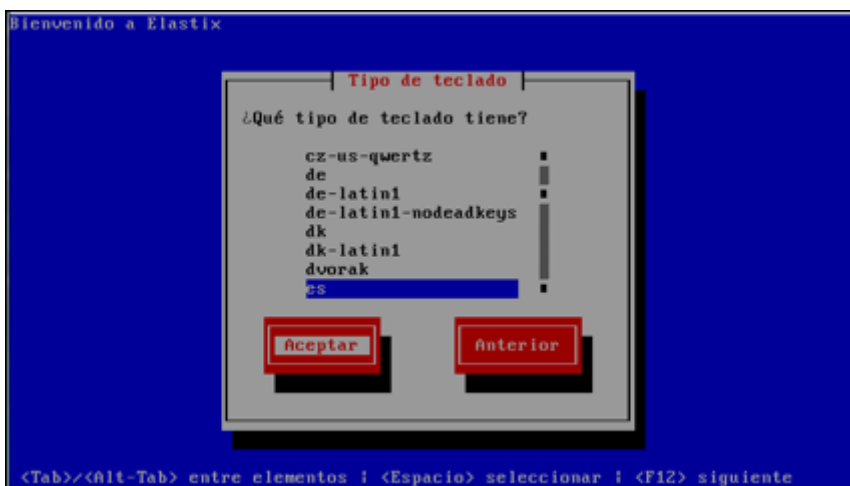 Bienvenido a Elastix
Tipo de teclado
¿Qué tipo de teclado tiene?
cz-us-qwertz
de
de-latin1
de-latin1-nodeadkeys
dk
dk-latin1
dvorak
es
Aceptar Anterior
<Tab>/<Alt-Tab> entre elementos | <Espacio> seleccionar | <F12> siguiente